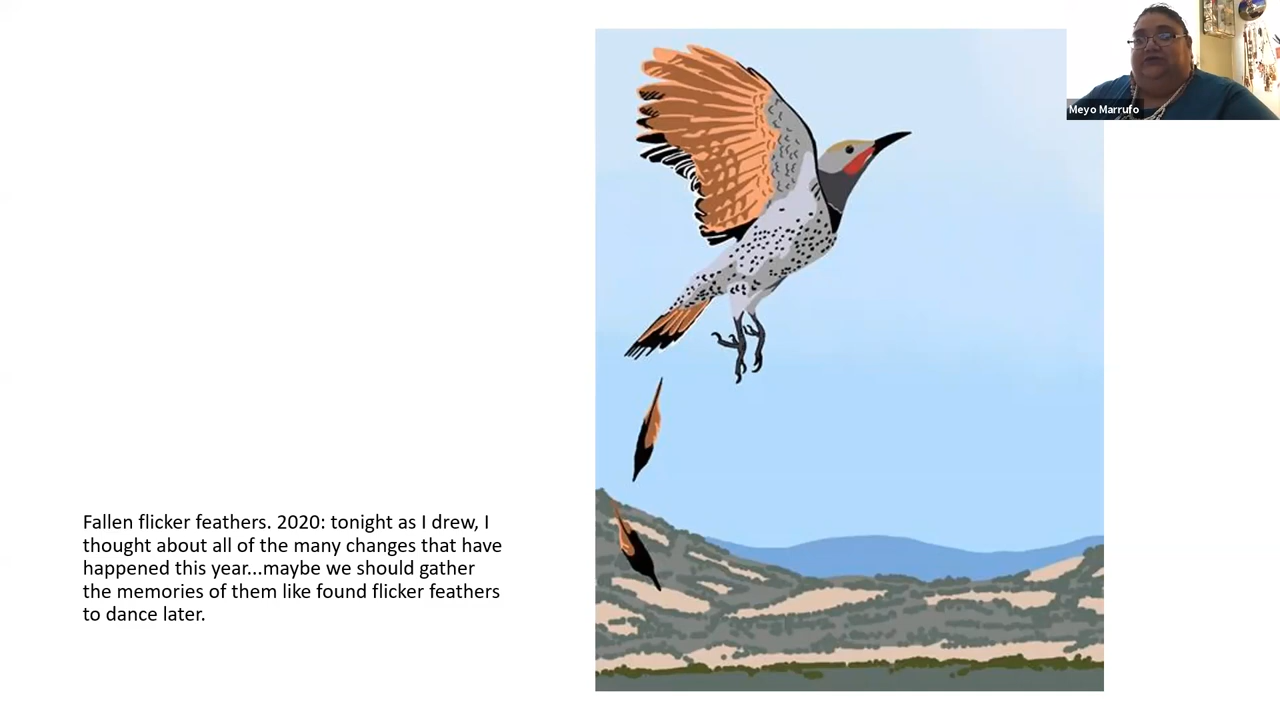 Meyo Marrufo
Fallen flicker feathers. 2020: tonight as I drew, I
thought about all of the many changes that have
happened this year...maybe we should gather
the memories of them like found flicker feathers
to dance later.